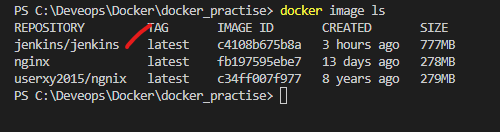 PS C:\Deveops\Docker\docker_practise> docker image ls
REPOSITORY TAG IMAGE ID CREATED SIZE
jenkins/jenkins latest c4108b675b8a 3 hours ago 777MB
nginx latest fb197595ebe7 13 days ago 278MB
userxy2015/ngnix latest c34ff007f977 8 years ago 279MB
PS C:\Deveops\Docker\docker_practise>